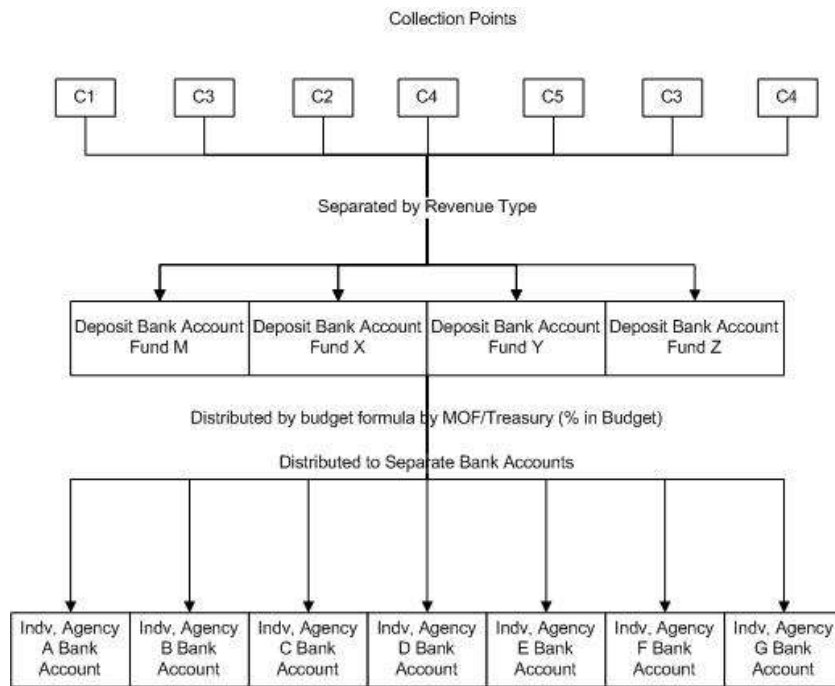 Collection Points
C1
C3
C2
C4
C5
C3
C4
Separated by Revenue Type
Deposit Bank Account
Fund M
Deposit Bank Account
Fund X
Deposit Bank Account
Fund Y
Deposit Bank Account
Fund Z
Distributed by budget formula by MOF/Treasury (% in Budget)
Distributed to Separate Bank Accounts
Indv, Agency
A Bank
Account
Indv, Agency
B Bank
Account
Indv, Agency
C Bank
Account
Indv, Agency
D Bank
Account
Indv, Agency
E Bank
Account
Indv, Agency
F Bank
Account
Indv, Agency
G Bank
Account